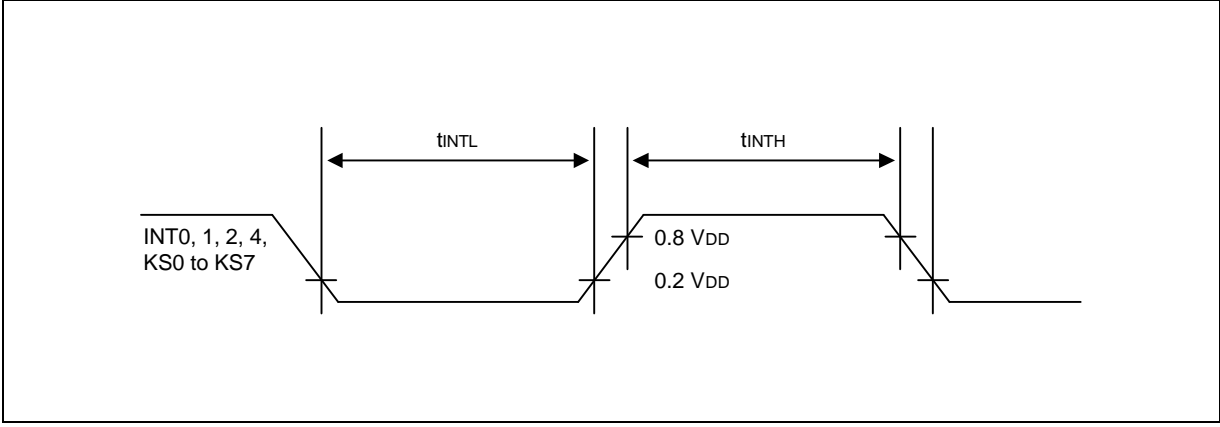 tINTL
tINTH
INT0, 1, 2, 4,
KS0 to KS7
0.8 VDD
0.2 VDD